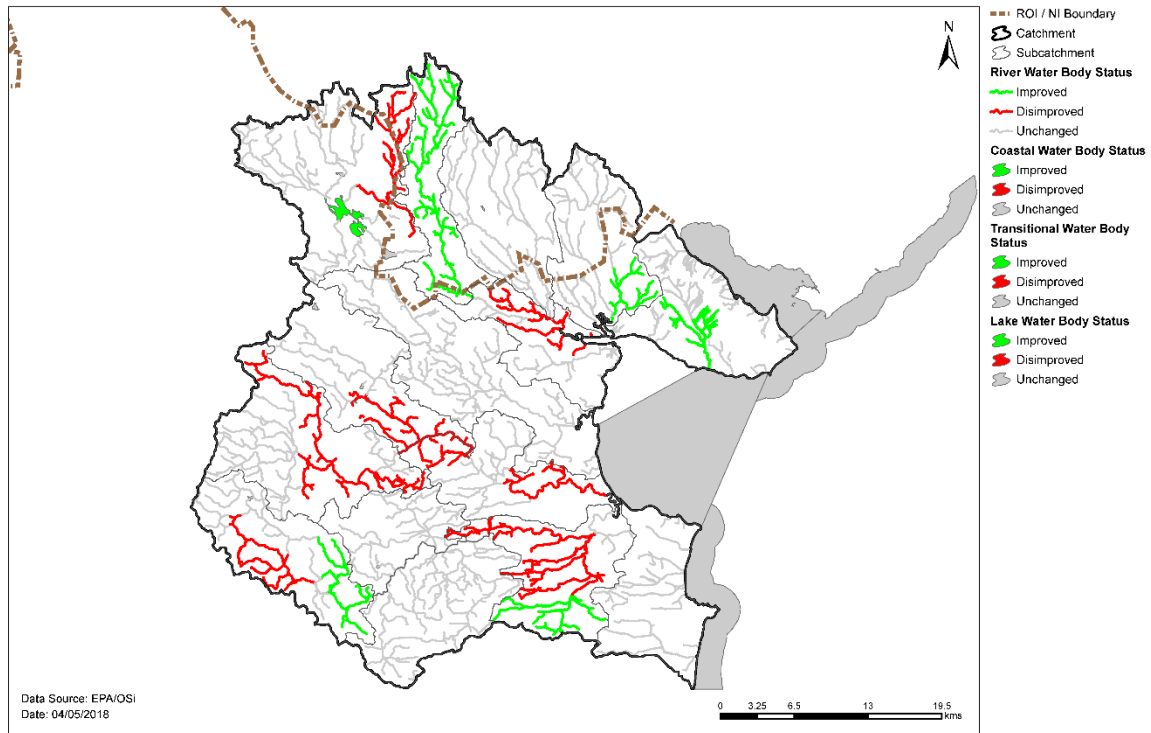 N
ROI / NI Boundary
Catchment
Subcatchment
River Water Body Status
Improved
Disimproved
Unchanged
Coastal Water Body Status
Improved
Disimproved
Unchanged
Transitional Water Body
Status
Improved
Disimproved
Unchanged
Lake Water Body Status
Improved
Disimproved
Unchanged
Data Source: EPA/OSi
Date: 04/05/2018
0 3.25 6.5 13 19.5
kms